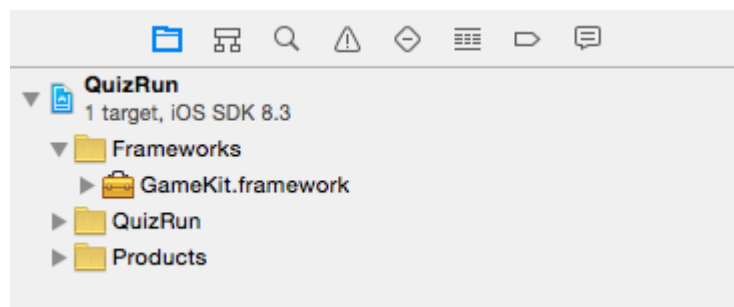 QuizRun
1 target, iOS SDK 8.3
Frameworks
GameKit.framework
QuizRun
Products